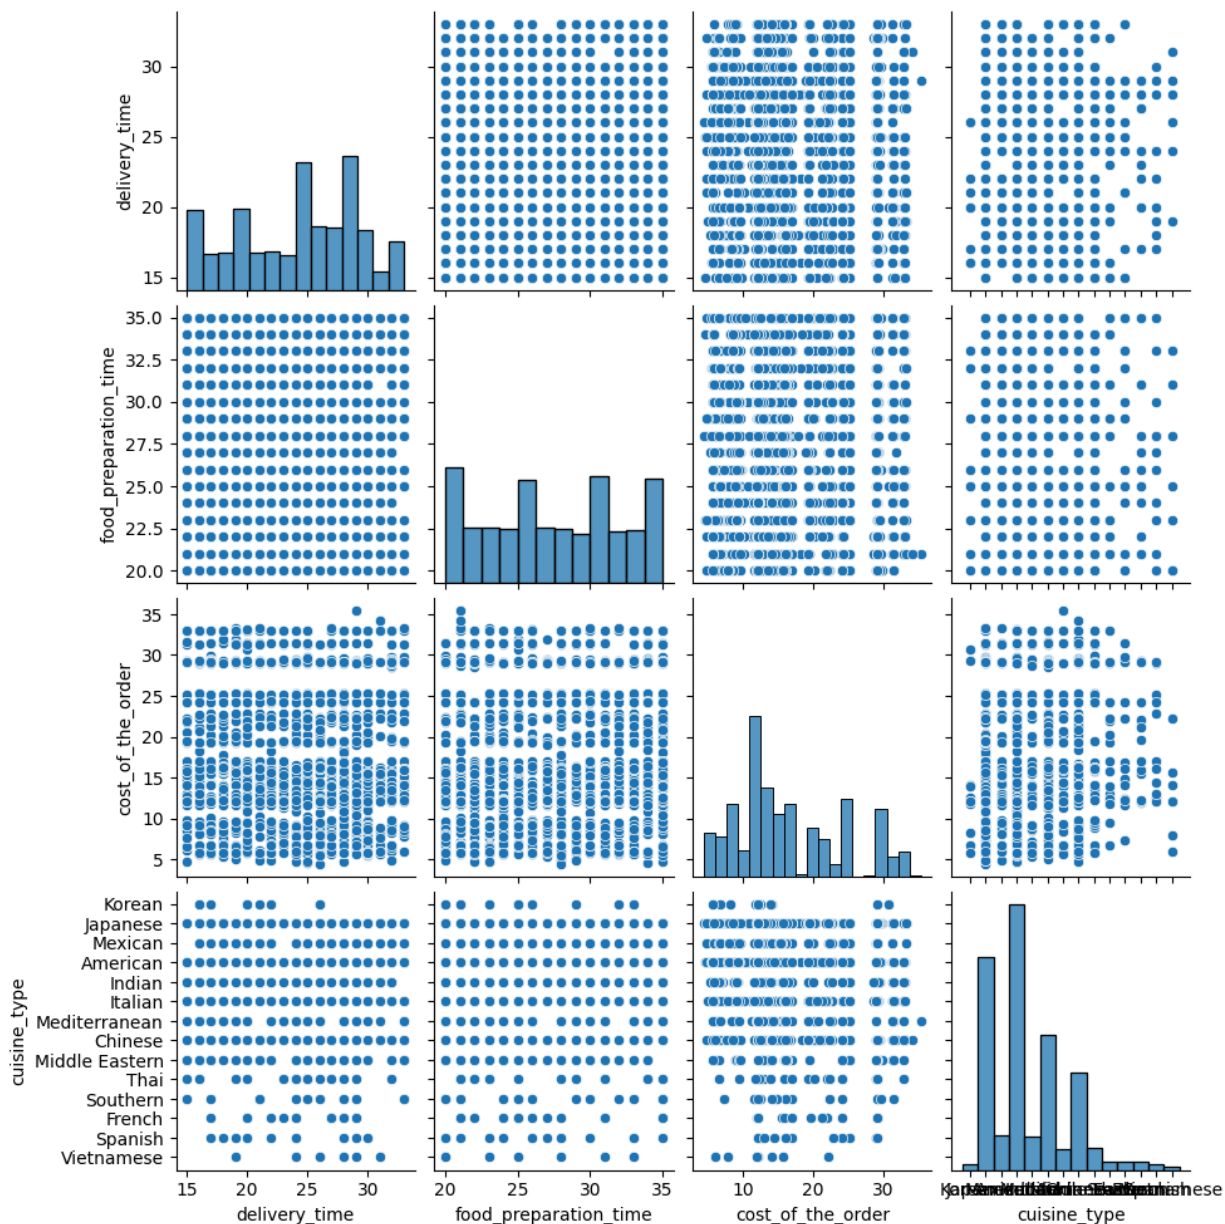 30
25
20
15
delivery_time
35.0
32.5
30.0
27.5
25.0
22.5
20.0
food_preparation_time
35
30
25
20
15
10
5
cost_of_the_order
Korean
Japanese
Mexican
American
Indian
Italian
Mediterranean
Chinese
Middle Eastern
Thai
Southern
French
Spanish
Vietnamese
cuisine_type
15 20 25 30
20 25 30 35
10 20 30
delivery_time
food_preparation_time
cost_of_the_order
cuisine_type